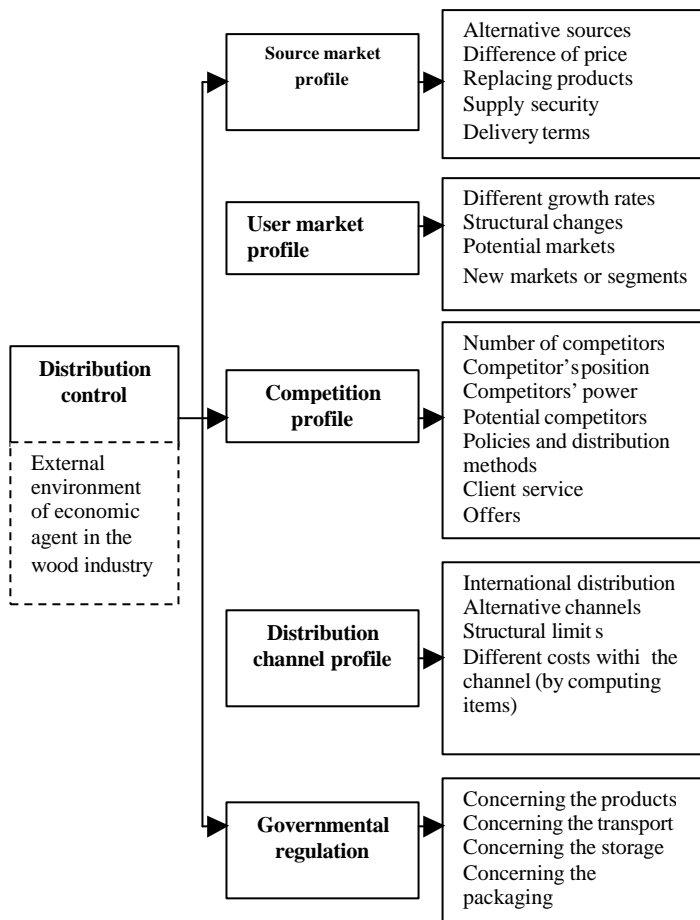 Distribution
control
External
environment
of economic
agent in the
wood industry
Source market
profile
Alternative sources
Difference of price
Replacing products
Supply security
Delivery terms
User market
profile
Different growth rates
Structural changes
Potential markets
New markets or segments
Competition
profile
Number of competitors
Competitor's position
Competitors' power
Potential competitors
Policies and distribution
methods
Client service
Offers
Distribution
channel profile
International distribution
Alternative channels
Structural limit s
Different costs withi the
channel (by computing
items)
Governmental
regulation
Concerning the products
Concerning the transport
Concerning the storage
Concerning the
packaging